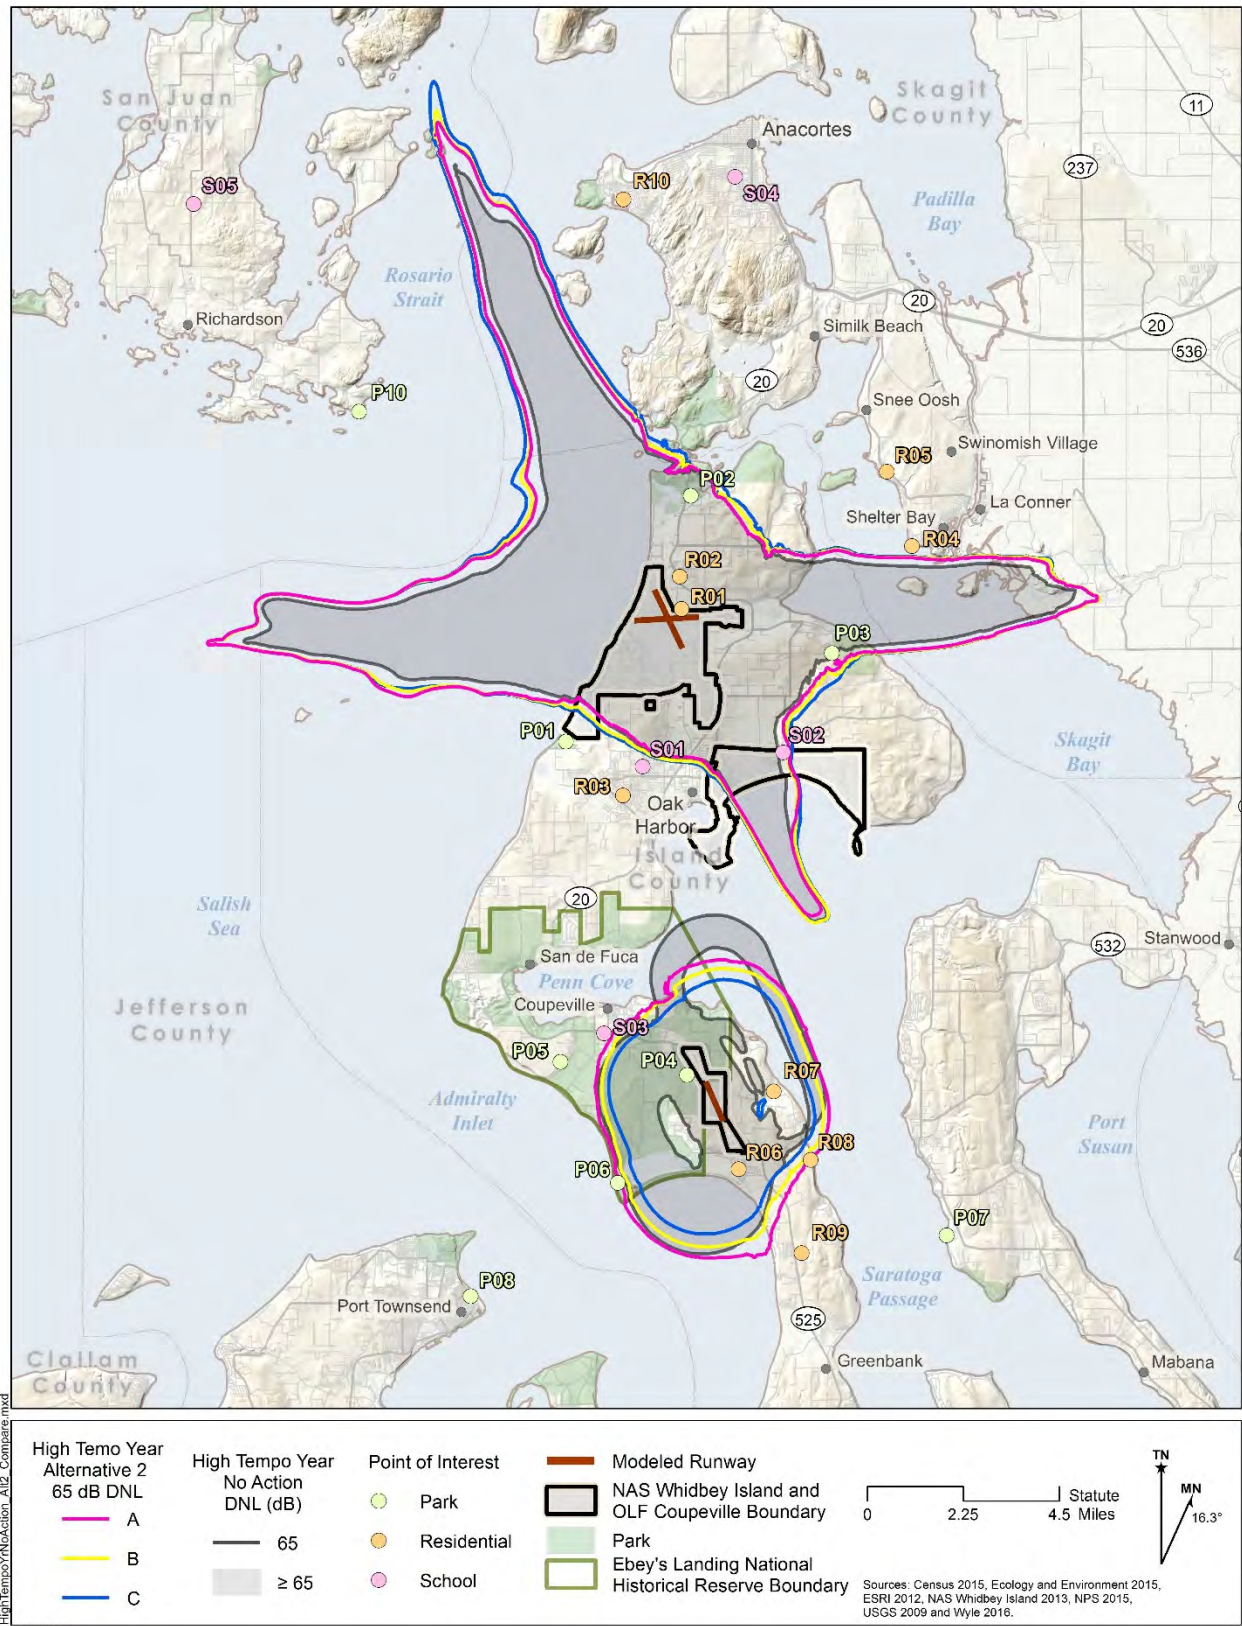 San Juan
County
Skagit
County
11
Anacortes
237
S05
R10
S04
Padilla
Bay
Rosario
Strait
20
Richardson
Similk Beach
20
536
20
P10
Snee Oosh
Swinomish Village
R05
P02
La Conner
Shelter Bay
R04
R02
R01
P03
P01
S02
Skagit
Bay
S01
R03
Oak
Harbor
Island
County
20
Salish
Sea
532
Stanwood
San de Fuca
Penn Cove
Jefferson
County
Coupeville
S03
P05
P04
R07
Admiralty
Inlet
Port
Susan
R08
R06
P06
P07
R09
Saratoga
Passage
P08
Port Townsend
525
Clallam
County
Greenbank
Mabana
HighTempoYrNoAction_Alt2_Compare.mxd
High Temo Year
Alternative 2
65 dB DNL
A
B
C
High Tempo Year
No Action
DNL (dB)
65
≥ 65
Point of Interest
Park
Residential
School
Modeled Runway
NAS Whidbey Island and
OLF Coupeville Boundary
Park
Ebey's Landing National
Historical Reserve Boundary
0 2.25 4.5
Statute
Miles
TN
MN
16.3°
Sources: Census 2015, Ecology and Environment 2015,
ESRI 2012, NAS Whidbey Island 2013, NPS 2015,
USGS 2009 and Wyle 2016.